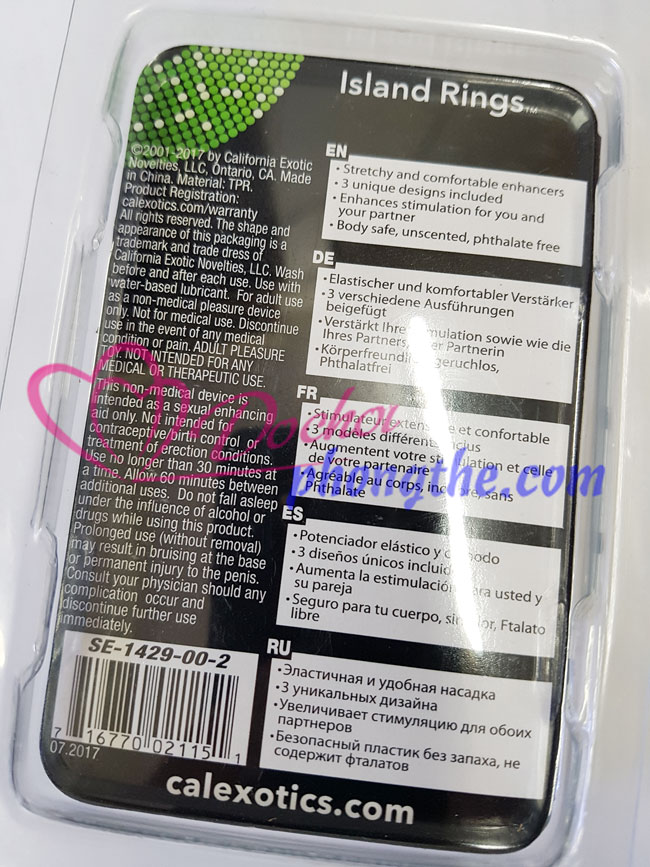 Island Rings™
©2001-2017 by California Exotic
Novelties, LLC, Ontario, CA. Made
in China. Material: TPR.
Product Registration:
calexotics.com/warranty
All rights reserved. The shape and
appearance of this packaging is a
trademark and trade dress of
California Exotic Novelties, LLC. Wash
before and after each use. Use with
water-based lubricant. For adult use
as a non-medical pleasure device
only. Not for medical use. Discontinue
use in the event of any medical
condition or pain. ADULT PLEASURE
NOT INTENDED FOR ANY
MEDICAL OR THERAPEUTIC USE.
This non-medical device is
intended as a sexual enhancing
aid only. Not intended for
contraceptive/birth control or
treatment of erection conditions.
Use no longer than 30 minutes at
a time. Allow 60 minutes between
additional uses. Do not fall asleep
under the influence of alcohol or
drugs while using this product.
Prolonged use (without removal)
may result in bruising at the base
or permanent injury to the penis.
Consult your physician should any
complication occur and
discontinue further use
immediately.
SE-1429-00-2
7 16770 02115 1
07.2017
EN
• Stretchy and comfortable enhancers
• 3 unique designs included
• Enhances stimulation for you and
your partner
• Body safe, unscented, phthalate free
DE
• Elastischer und komfortabler Verstärker
• 3 verschiedene Ausführungen
beigefügt
• Verstärkt sowie wie die
Ihres Partners Partnerin
Phthalatfrei
FR
• Stimulateur et confortable
• 3 modèles
• Augmentent votre et celle
de votre partenaire
• Agréable au corps, sans
Phthalate
ES
• Potenciador elástico y
• 3 diseños únicos
• Aumenta la usted y
su pareja
• Seguro para tu cuerpo, Ftalato
libre
RU
• Эластичная и удобная насадка
• 3 уникальных дизайна
• Увеличивает стимуляцию для обоих
партнеров
• Безопасный пластик без запаха, не
содержит фталатов
calexotics.com
Dochoi
phongthe.com